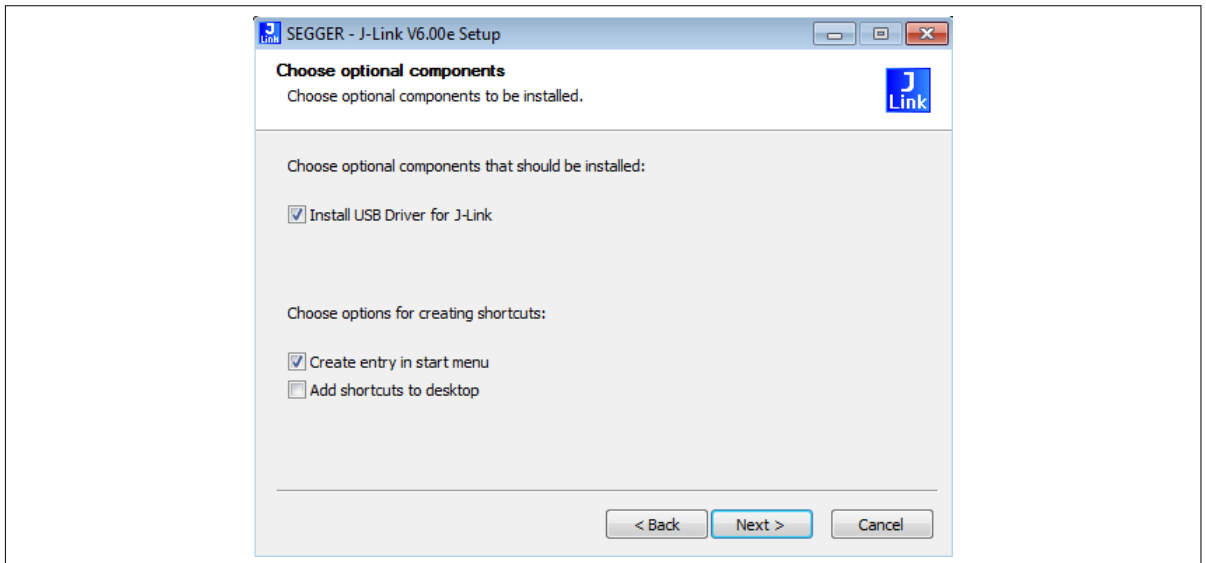 J
Link
SEGGER - J-Link V6.00e Setup
Choose optional components
Choose optional components to be installed.
J
Link
Choose optional components that should be installed:
Install USB Driver for J-Link
Choose options for creating shortcuts:
Create entry in start menu
Add shortcuts to desktop
< Back
Next >
Cancel